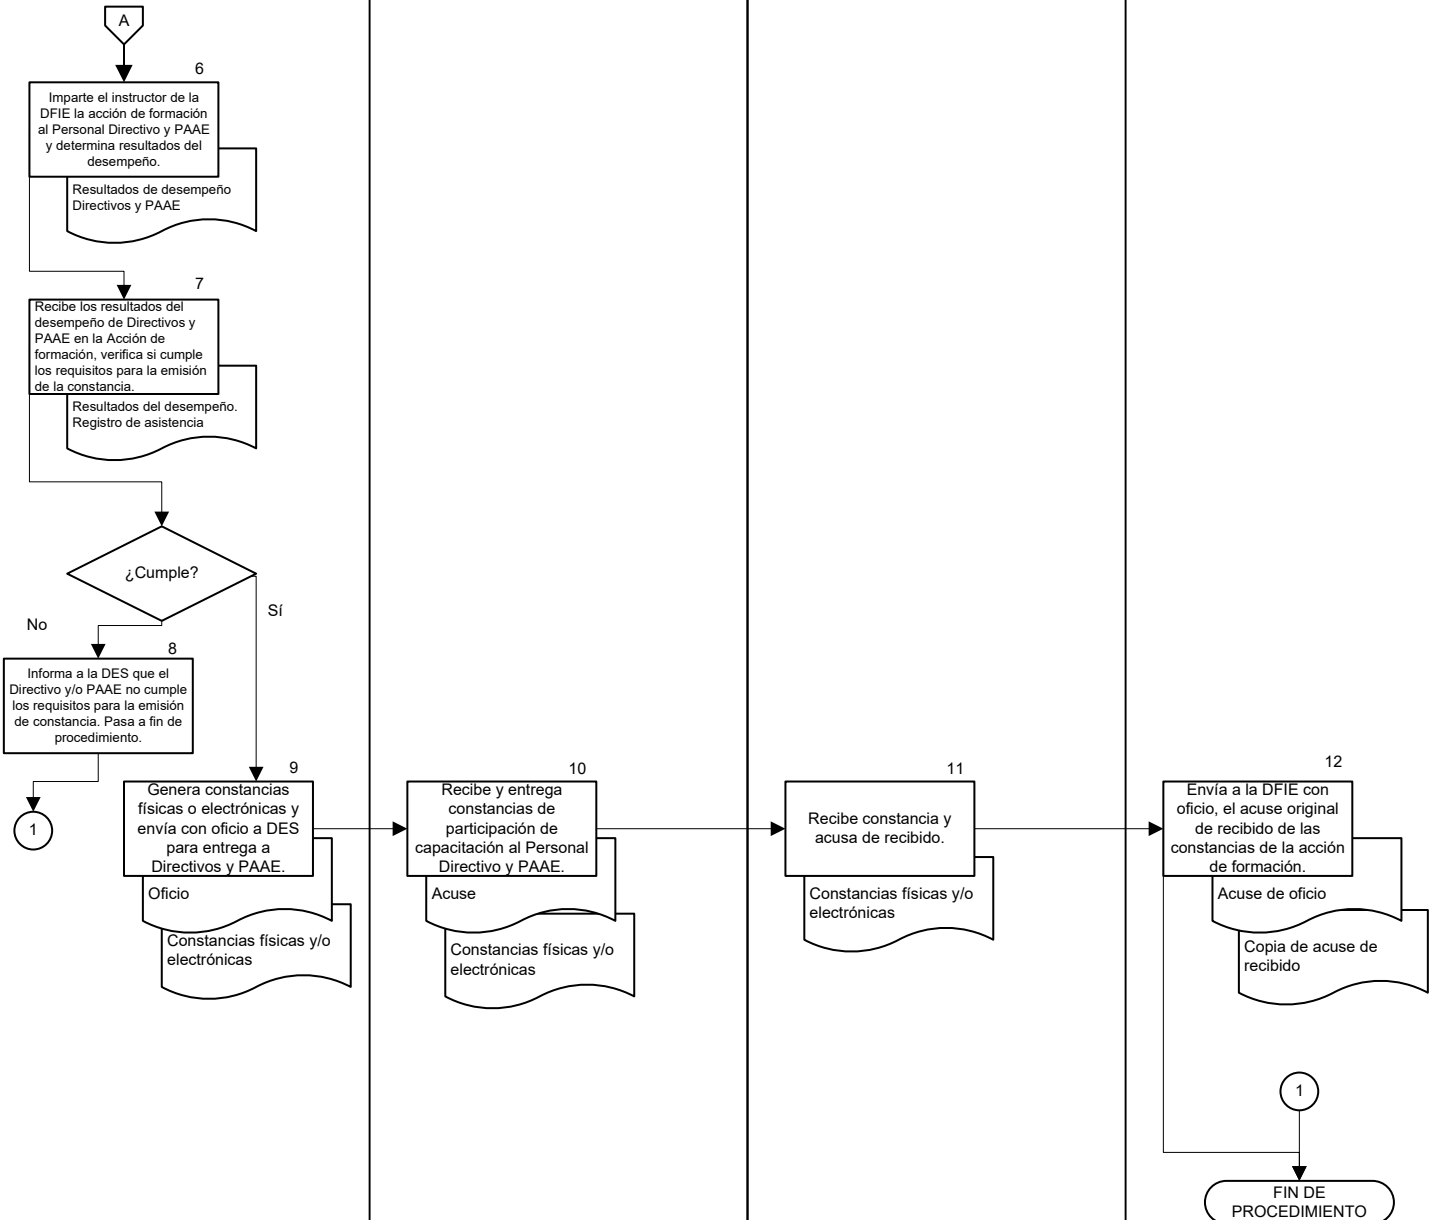 A
6
Imparte el instructor de la
DFIE la acción de formación
al Personal Directivo y PAAE
y determina resultados del
desempeño.
Resultados de desempeño
Directivos y PAAE
7
Recibe los resultados del
desempeño de Directivos y
PAAE en la Acción de
formación, verifica si cumple
los requisitos para la emisión
de la constancia.
Resultados del desempeño.
Registro de asistencia
¿Cumple?
Sí
No
8
Informa a la DES que el
Directivo y/o PAAE no cumple
los requisitos para la emisión
de constancia. Pasa a fin de
procedimiento.
1
9
Genera constancias
físicas o electrónicas y
envía con oficio a DES
para entrega a
Directivos y PAAE.
Oficio
Constancias físicas y/o
electrónicas
10
Recibe y entrega
constancias de
participación de
capacitación al Personal
Directivo y PAAE.
Acuse
Constancias físicas y/o
electrónicas
11
Recibe constancia y
acusa de recibido.
Constancias físicas y/o
electrónicas
12
Envía a la DFIE con
oficio, el acuse original
de recibido de las
constancias de la acción
de formación.
Acuse de oficio
Copia de acuse de
recibido
1
FIN DE
PROCEDIMIENTO